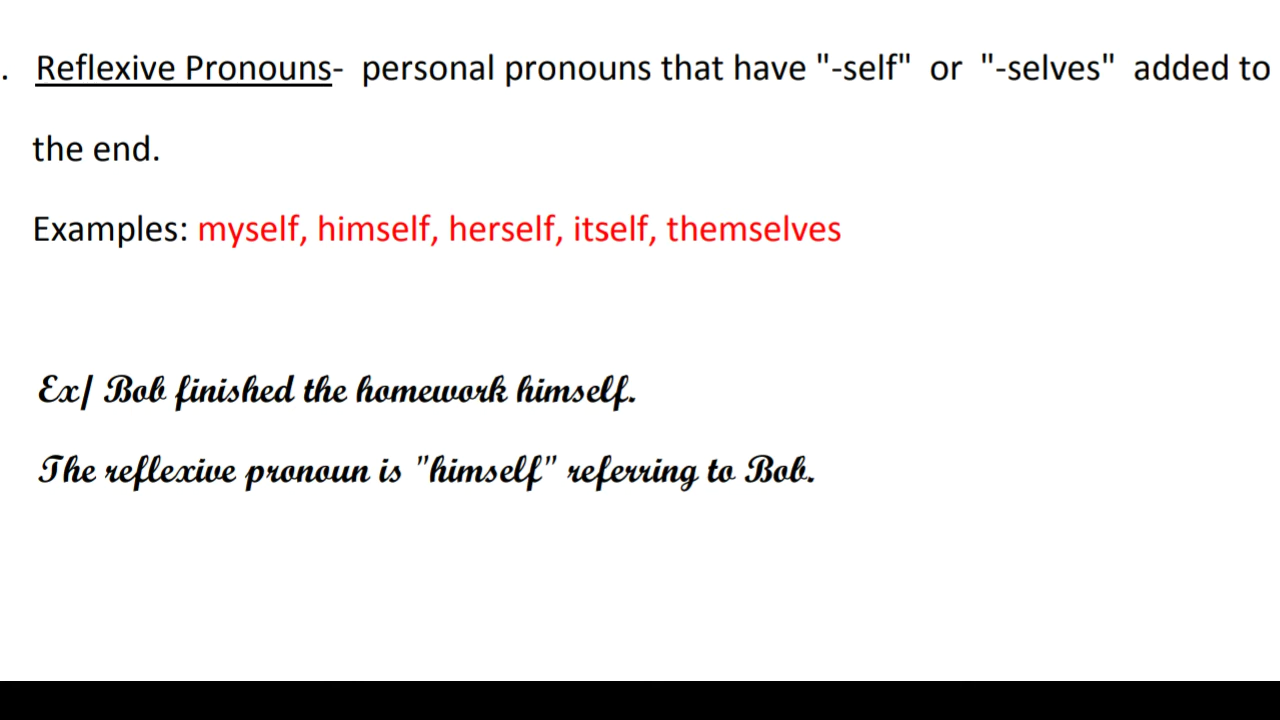 . Reflexive Pronouns- personal pronouns that have "-self" or "-selves" added to
the end.
Examples: myself, himself, herself, itself, themselves
Ex/ Bob finished the homework himself.
The reflexive pronoun is "himself" referring to Bob.